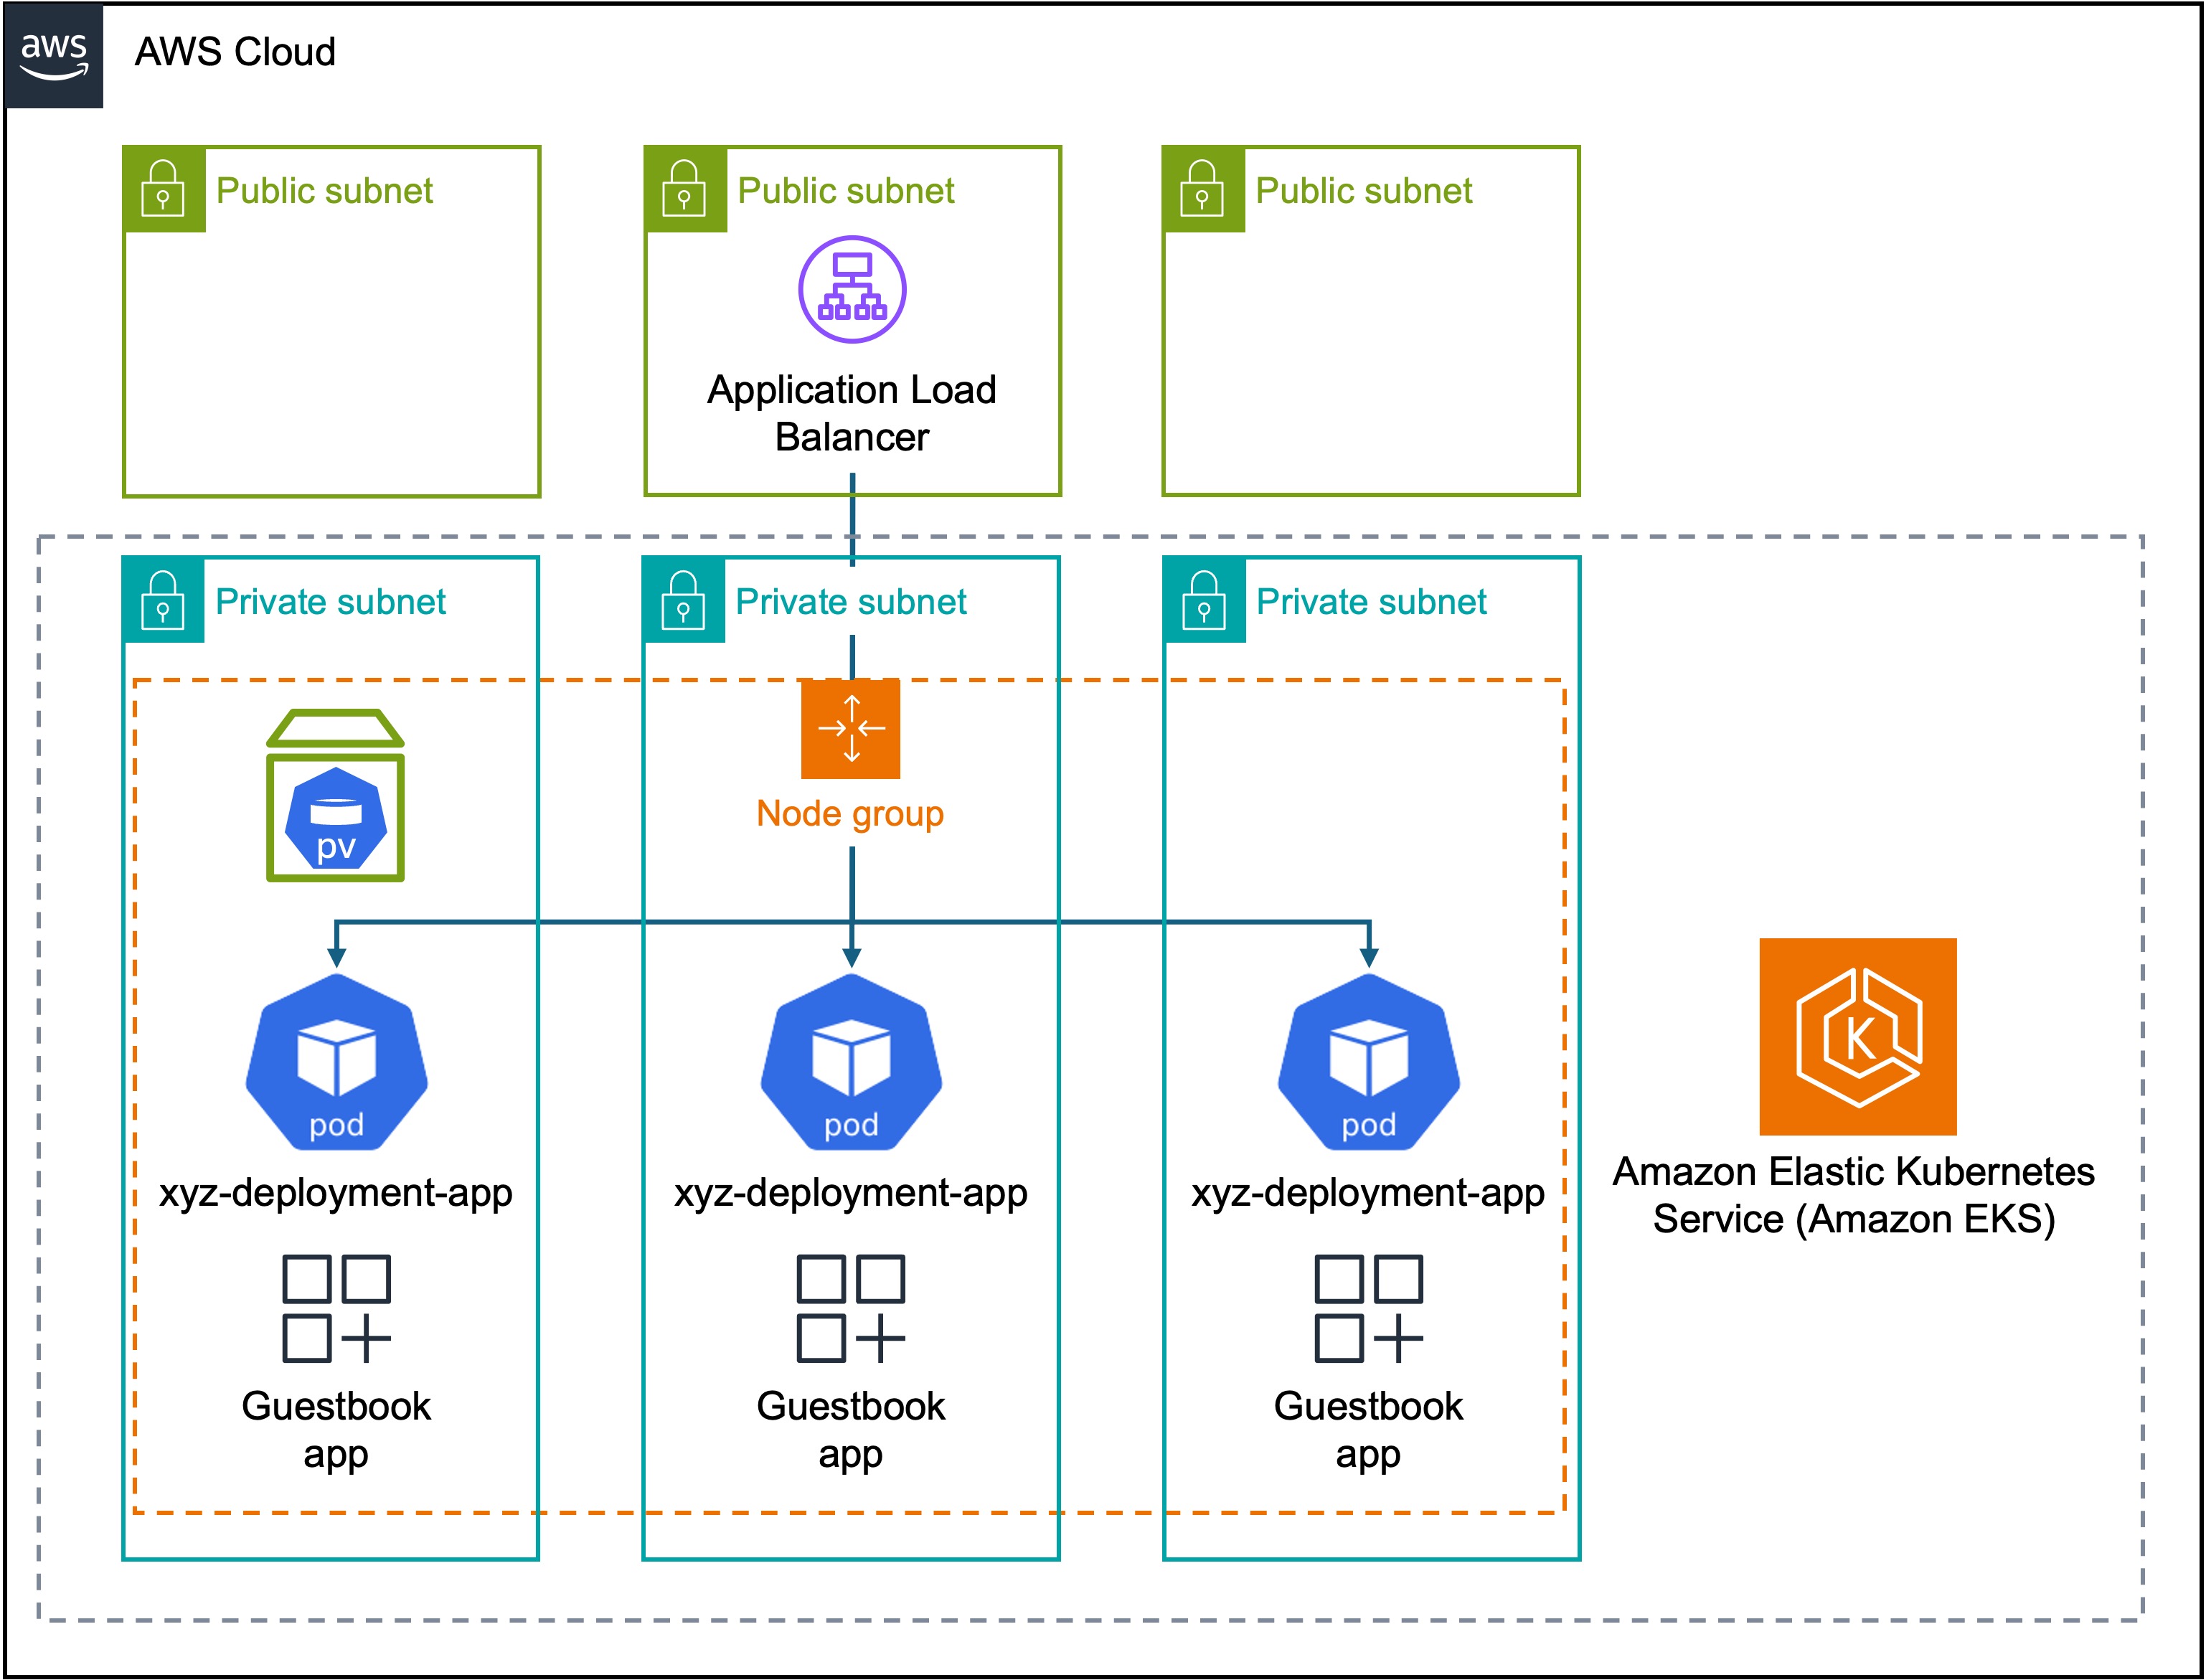 aws
AWS Cloud
Public subnet
Public subnet
Public subnet
Application Load
Balancer
Private subnet
Private subnet
Private subnet
pv
Node group
pod
pod
pod
xyz-deployment-app
xyz-deployment-app
xyz-deployment-app
K
Amazon Elastic Kubernetes
Service (Amazon EKS)
Guestbook
app
Guestbook
app
Guestbook
app